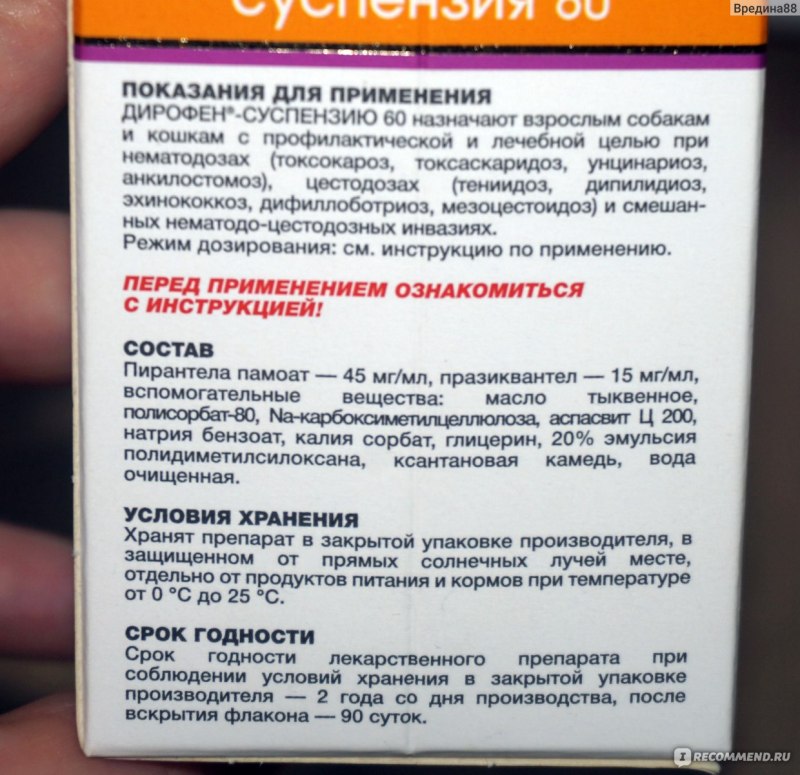 Вредина88
суспензия 60
ПОКАЗАНИЯ ДЛЯ ПРИМЕНЕНИЯ
ДИРОФЕН®-СУСПЕНЗИЮ 60 назначают взрослым собакам
и кошкам с профилактической и лечебной целью при
нематодозах (токсокароз, токсаскаридоз, унцинариоз,
анкилостомоз), цестодозах (тениидоз, дипилидиоз,
эхинококкоз, дифиллоботриоз, мезоцестоидоз) и смешан-
ных нематодо-цестодозных инвазиях.
Режим дозирования: см. инструкцию по применению.
ПЕРЕД ПРИМЕНЕНИЕМ ОЗНАКОМИТЬСЯ
С ИНСТРУКЦИЕЙ!
СОСТАВ
Пирантела памоат — 45 мг/мл, празиквантел — 15 мг/мл,
вспомогательные вещества: масло тыквенное,
полисорбат-80, Na-карбоксиметилцеллюлоза, аспасвит Ц 200,
натрия бензоат, калия сорбат, глицерин, 20% эмульсия
полидиметилсилоксана, ксантановая камедь, вода
очищенная.
УСЛОВИЯ ХРАНЕНИЯ
Хранят препарат в закрытой упаковке производителя, в
защищенном от прямых солнечных лучей месте,
отдельно от продуктов питания и кормов при температуре
от 0 °С до 25 °С.
СРОК ГОДНОСТИ
Срок годности лекарственного препарата при
соблюдении условий хранения в закрытой упаковке
производителя — 2 года со дня производства, после
вскрытия флакона — 90 суток.
IRECOMMEND.RU